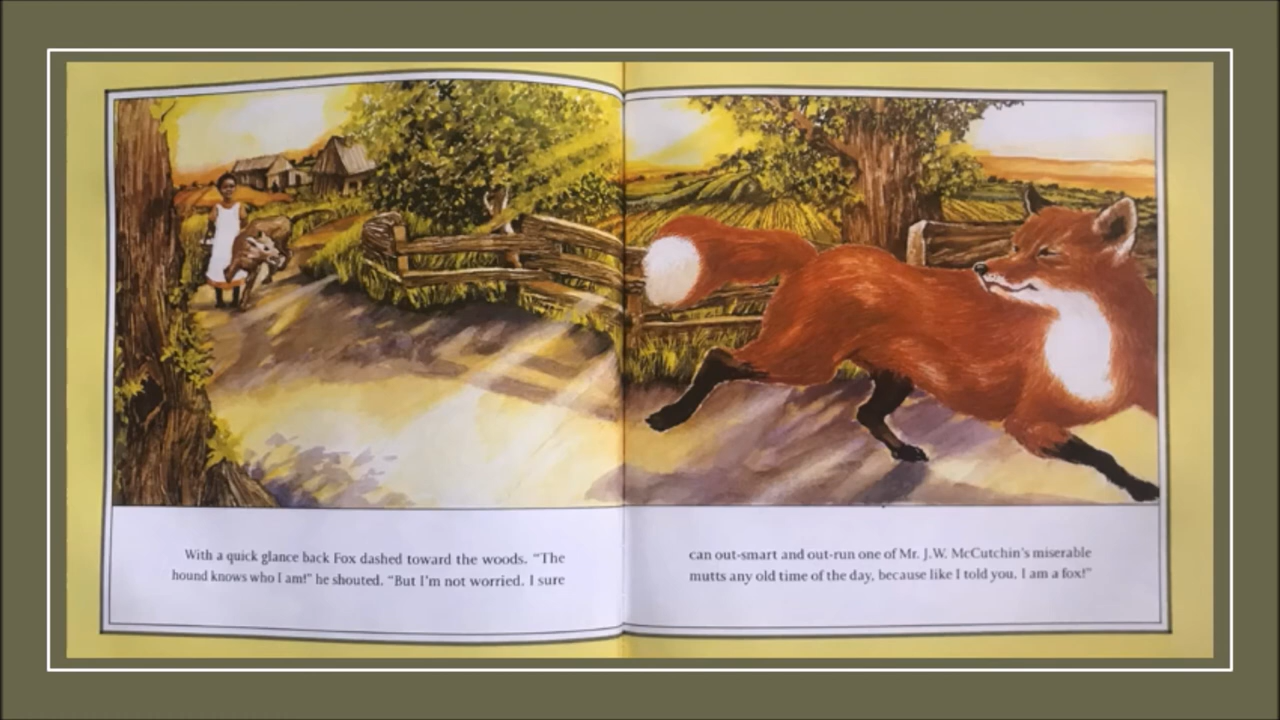 With a quick glance back Fox dashed toward the woods. “The
hound knows who I am!” he shouted. “But I’m not worried. I sure
can out-smart and out-run one of Mr. J.W. McCutchin’s miserable
mutts any old time of the day, because like I told you, I am a fox!”